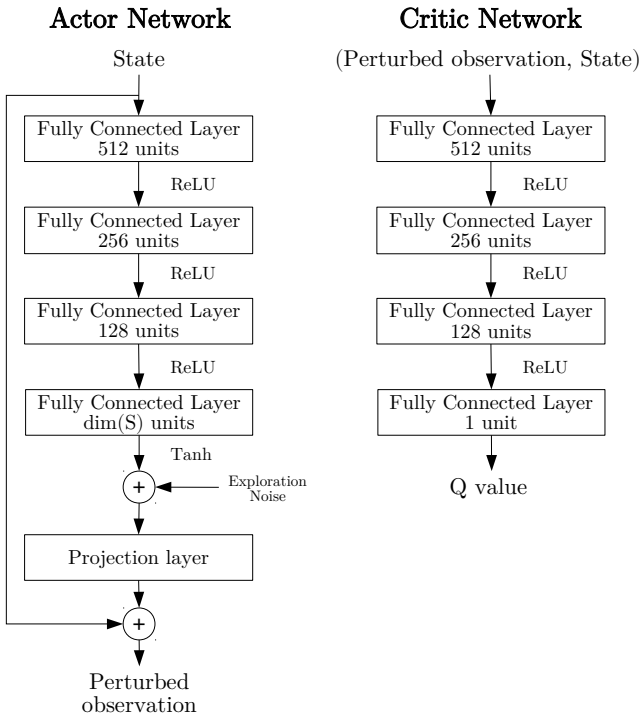 Actor Network
State
Fully Connected Layer
512 units
ReLU
Fully Connected Layer
256 units
ReLU
Fully Connected Layer
128 units
ReLU
Fully Connected Layer
dim(S) units
Tanh
+
Exploration
Noise
Projection layer
+
Perturbed
observation
Critic Network
(Perturbed observation, State)
Fully Connected Layer
512 units
ReLU
Fully Connected Layer
256 units
ReLU
Fully Connected Layer
128 units
ReLU
Fully Connected Layer
1 unit
Q value